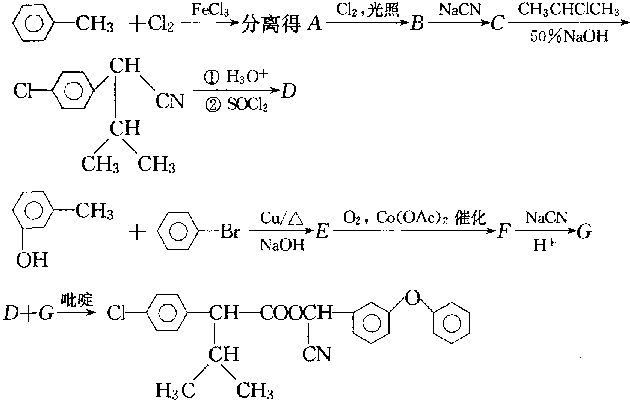 CH₃ +Cl₂ FeCl₃ 分离得 A Cl₂,光照 B NaCN C CH₃CHClCH₃ 50%NaOH
Cl CH CN CH CH₃ CH₃ ① H₃O⁺ ② SOCl₂ D
CH₃ OH + Br Cu/△ NaOH E O₂,Co(OAc)₂ 催化 F NaCN H⁺ G
D+G 吡啶 Cl CH COOCH O CN CH H₃C CH₃